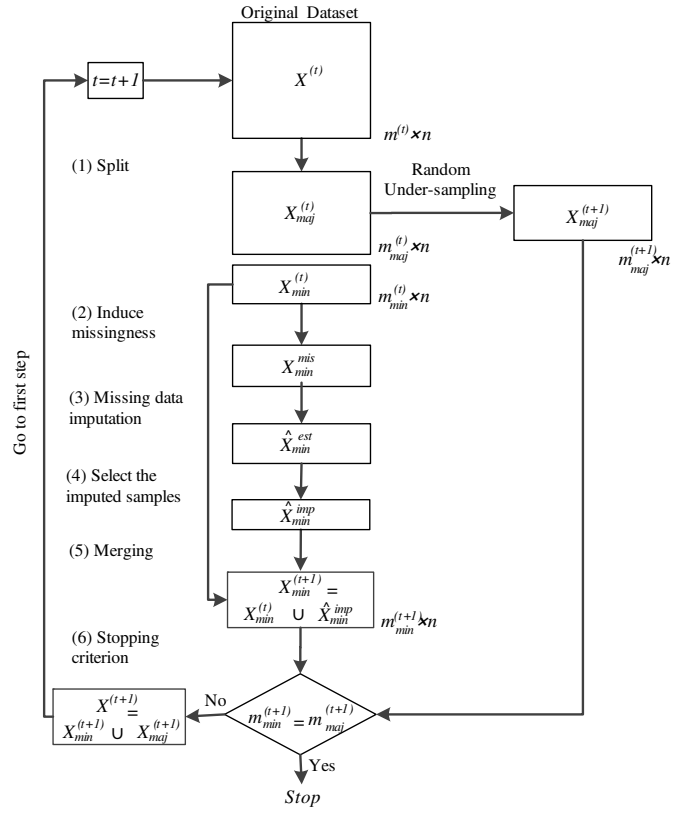 Original Dataset
t=t+1
X^(t)
m^(t)×n
(1) Split
Random
Under-sampling
X_maj^(t)
X_maj^(t+1)
m_maj^(t)×n
m_maj^(t+1)×n
X_min^(t)
m_min^(t)×n
(2) Induce
missingness
X_min^mis
(3) Missing data
imputation
X̂_min^est
(4) Select the
imputed samples
X̂_min^imp
(5) Merging
X_min^(t+1) =
X_min^(t) ∪ X̂_min^imp
m_min^(t+1)×n
(6) Stopping
criterion
Go to first step
No
X^(t+1)
=
X_min^(t+1) ∪ X_maj^(t+1)
m_min^(t+1) = m_maj^(t+1)
Yes
Stop